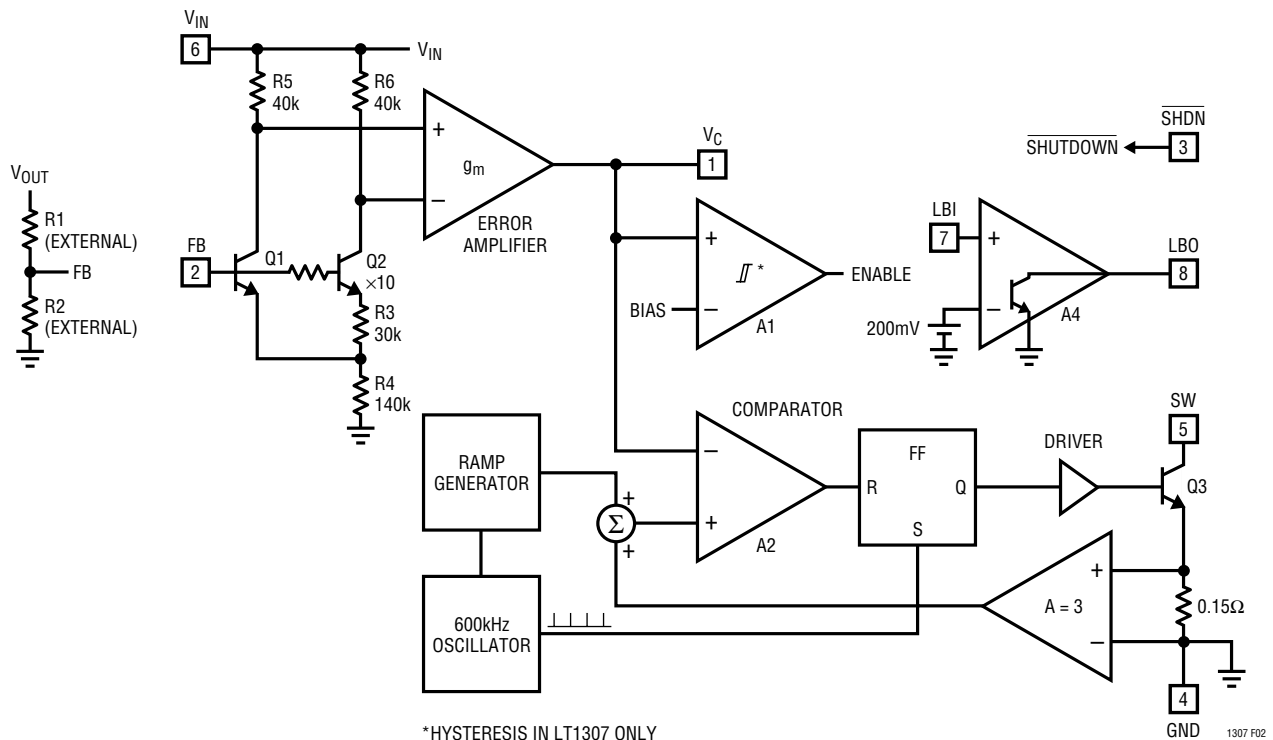 VIN
6
VIN
R5
40k
R6
40k
+
gm
−
ERROR
AMPLIFIER
VC
1
SHDN
3
SHUTDOWN
VOUT
R1
(EXTERNAL)
FB
R2
(EXTERNAL)
FB
2
Q1
Q2
×10
R3
30k
R4
140k
+
*
−
BIAS
A1
ENABLE
LBI
7
+
−
200mV
A4
LBO
8
RAMP
GENERATOR
600kHz
OSCILLATOR
+
Σ
+
COMPARATOR
−
+
A2
FF
R
Q
S
DRIVER
SW
5
Q3
+
A = 3
−
0.15Ω
4
GND
*HYSTERESIS IN LT1307 ONLY
1307 F02